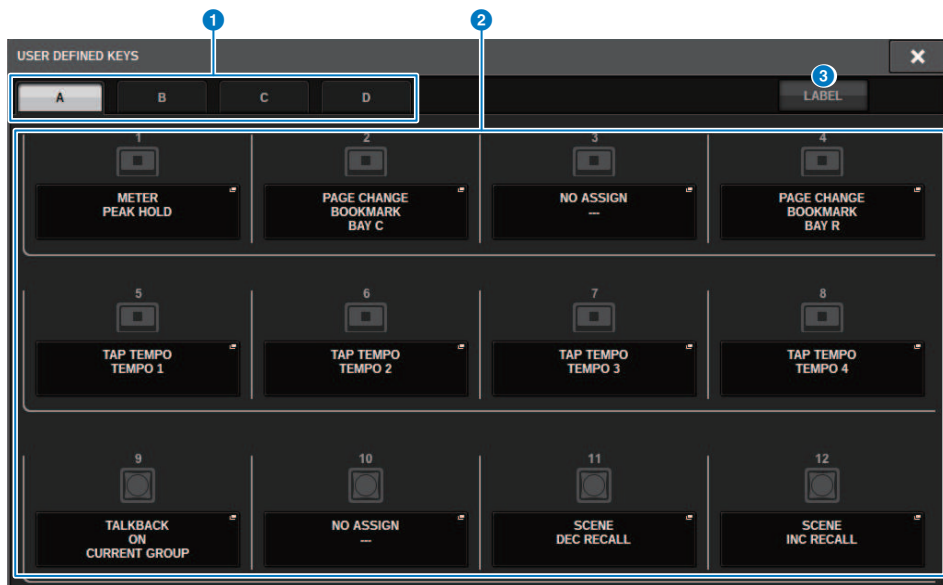 1
2
USER DEFINED KEYS
×
A
B
C
D
3
LABEL
1
2
3
4
METER
PEAK HOLD
PAGE CHANGE
BOOKMARK
BAY C
NO ASSIGN
---
PAGE CHANGE
BOOKMARK
BAY R
5
6
7
8
TAP TEMPO
TEMPO 1
TAP TEMPO
TEMPO 2
TAP TEMPO
TEMPO 3
TAP TEMPO
TEMPO 4
9
10
11
12
TALKBACK
ON
CURRENT GROUP
NO ASSIGN
---
SCENE
DEC RECALL
SCENE
INC RECALL